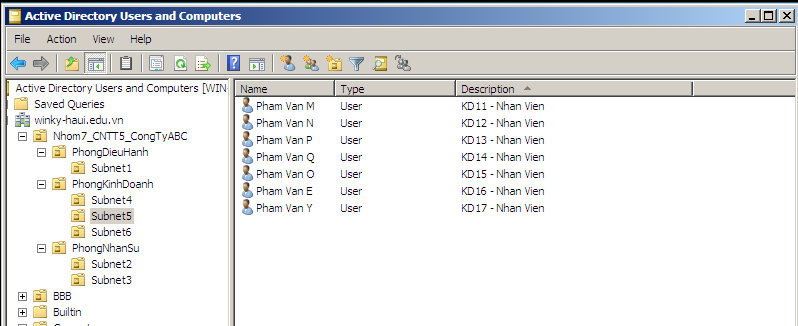 Active Directory Users and Computers
File Action View Help
Active Directory Users and Computers [WIN-
Saved Queries
winky-haui.edu.vn
Nhom7_CNTT5_CongTyABC
PhongDieuHanh
Subnet1
PhongKinhDoanh
Subnet4
Subnet5
Subnet6
PhongNhanSu
Subnet2
Subnet3
BBB
Builtin
Name Type Description
Pham Van M User KD11 - Nhan Vien
Pham Van N User KD12 - Nhan Vien
Pham Van P User KD13 - Nhan Vien
Pham Van Q User KD14 - Nhan Vien
Pham Van O User KD15 - Nhan Vien
Pham Van E User KD16 - Nhan Vien
Pham Van Y User KD17 - Nhan Vien